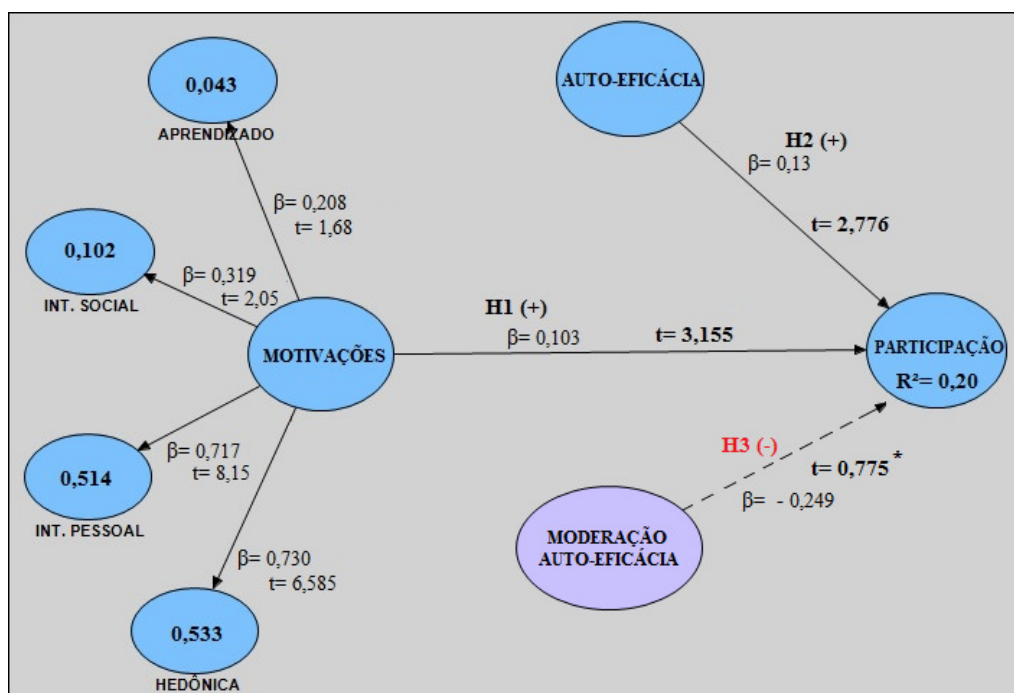 0,043
APRENDIZADO
AUTO-EFICÁCIA
H2 (+)
β= 0,13
t= 2,776
β= 0,208
t= 1,68
0,102
INT. SOCIAL
β= 0,319
t= 2,05
MOTIVAÇÕES
H1 (+)
β= 0,103
t= 3,155
PARTICIPAÇÃO
R²= 0,20
β= 0,717
t= 8,15
0,514
INT. PESSOAL
H3 (-)
t= 0,775 *
β= - 0,249
MODERAÇÃO
AUTO-EFICÁCIA
β= 0,730
t= 6,585
0,533
HEDÔNICA